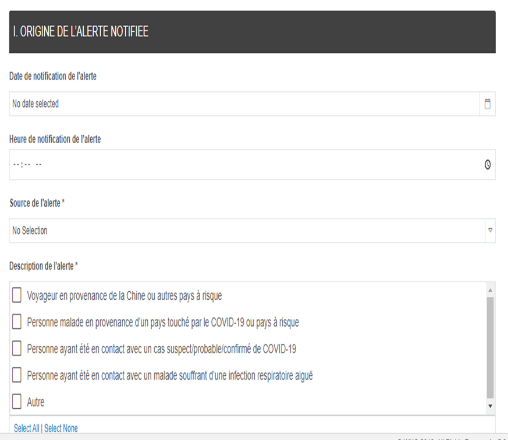 I. ORIGINE DE L'ALERTE NOTIFIEE
Date de notification de l'alerte
No date selected
Heure de notification de l'alerte
--:-- --
Source de l'alerte *
No Selection
Description de l'alerte *
Voyageur en provenance de la Chine ou autres pays à risque
Personne malade en provenance d'un pays touché par le COVID-19 ou pays à risque
Personne ayant été en contact avec un cas suspect/probable/confirmé de COVID-19
Personne ayant été en contact avec un malade souffrant d'une infection respiratoire aiguë
Autre
Select All | Select None